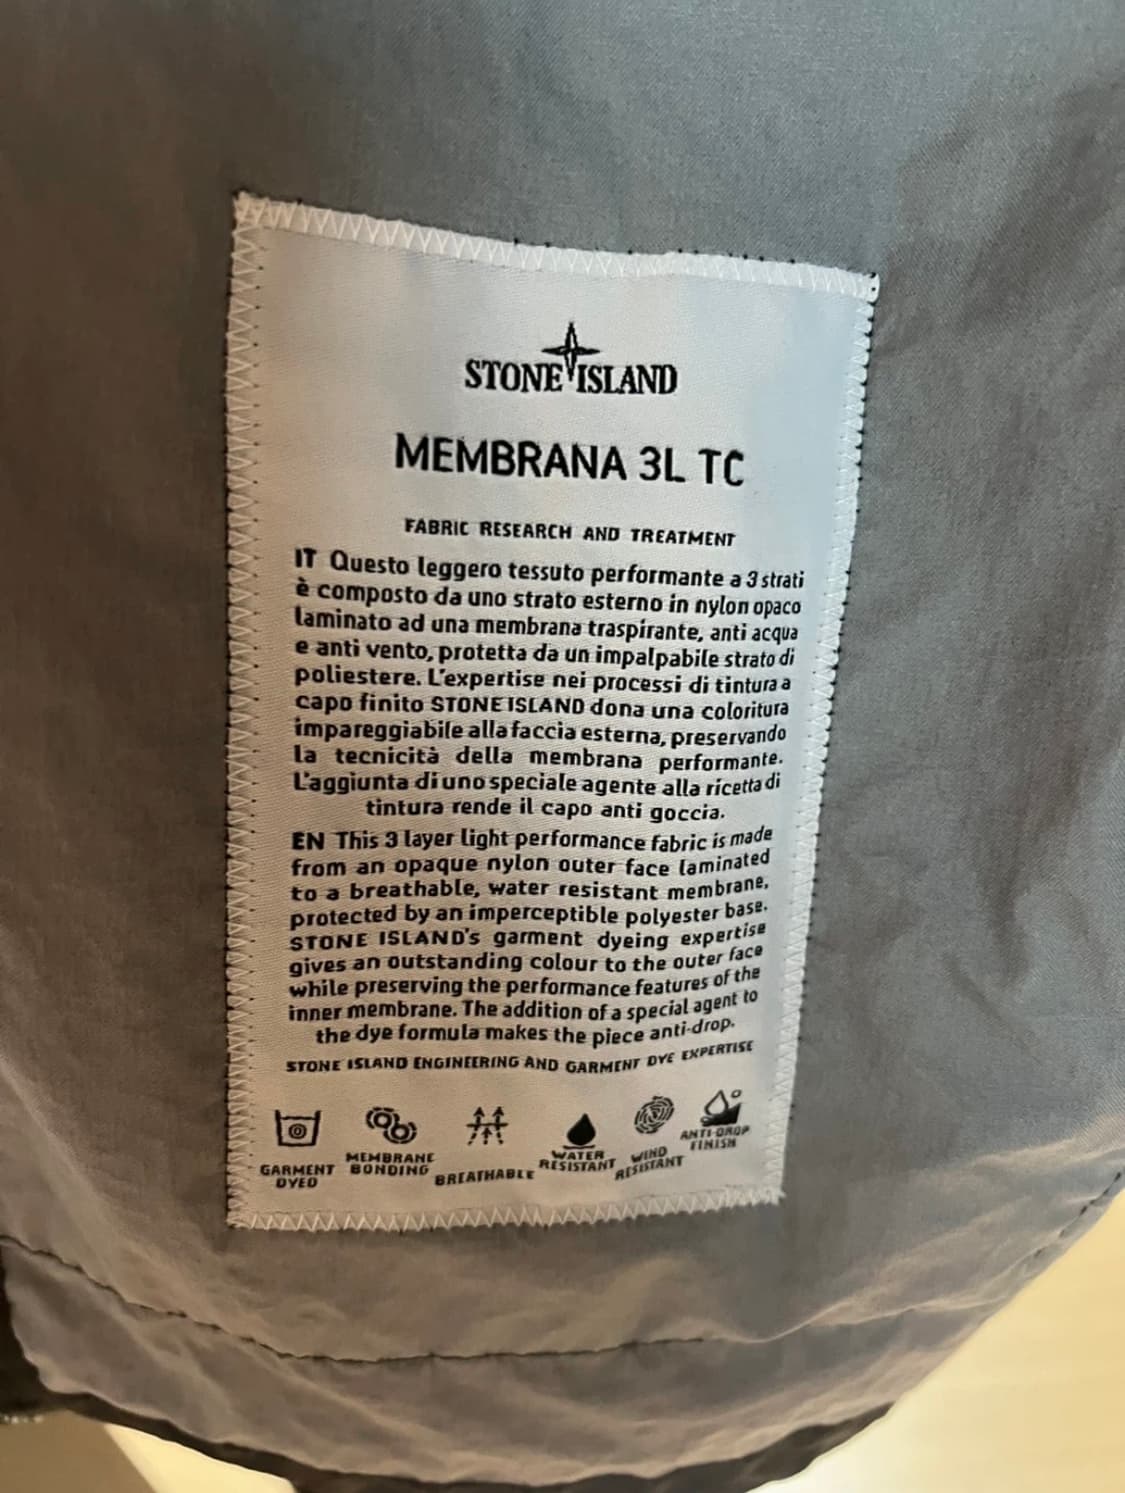 STONE ISLAND
MEMBRANA 3L TC
FABRIC RESEARCH AND TREATMENT
IT Questo leggero tessuto performante a 3 strati
è composto da uno strato esterno in nylon opaco
laminato ad una membrana traspirante, anti acqua
e anti vento, protetta da un impalpabile strato di
poliestere. L'expertise nei processi di tintura a
capo finito STONE ISLAND dona una coloritura
impareggiabile alla faccia esterna, preservando
la tecnicità della membrana performante.
L'aggiunta di uno speciale agente alla ricetta di
tintura rende il capo anti goccia.
EN This 3 layer light performance fabric is made
from an opaque nylon outer face laminated
to a breathable, water resistant membrane,
protected by an imperceptible polyester base.
STONE ISLAND's garment dyeing expertise
gives an outstanding colour to the outer face
while preserving the performance features of the
inner membrane. The addition of a special agent to
the dye formula makes the piece anti-drop.
STONE ISLAND ENGINEERING AND GARMENT DYE EXPERTISE
GARMENT
DYED
MEMBRANE
BONDING
BREATHABLE
WATER
RESISTANT
WIND
RESISTANT
ANTI-DROP
FINISH